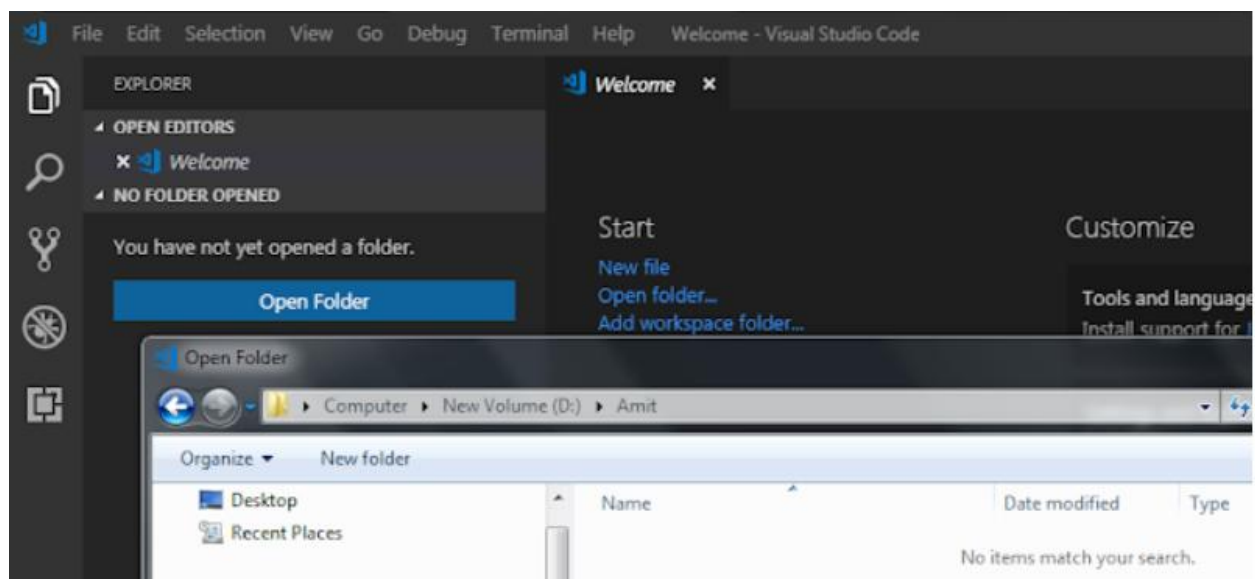 File Edit Selection View Go Debug Terminal Help Welcome - Visual Studio Code
EXPLORER
OPEN EDITORS
Welcome
NO FOLDER OPENED
You have not yet opened a folder.
Open Folder
Welcome
Start
New file
Open folder...
Add workspace folder...
Customize
Tools and language
Install support for
Open Folder
Computer New Volume (D:) Amit
Organize New folder
Desktop
Recent Places
Name Date modified Type
No items match your search.